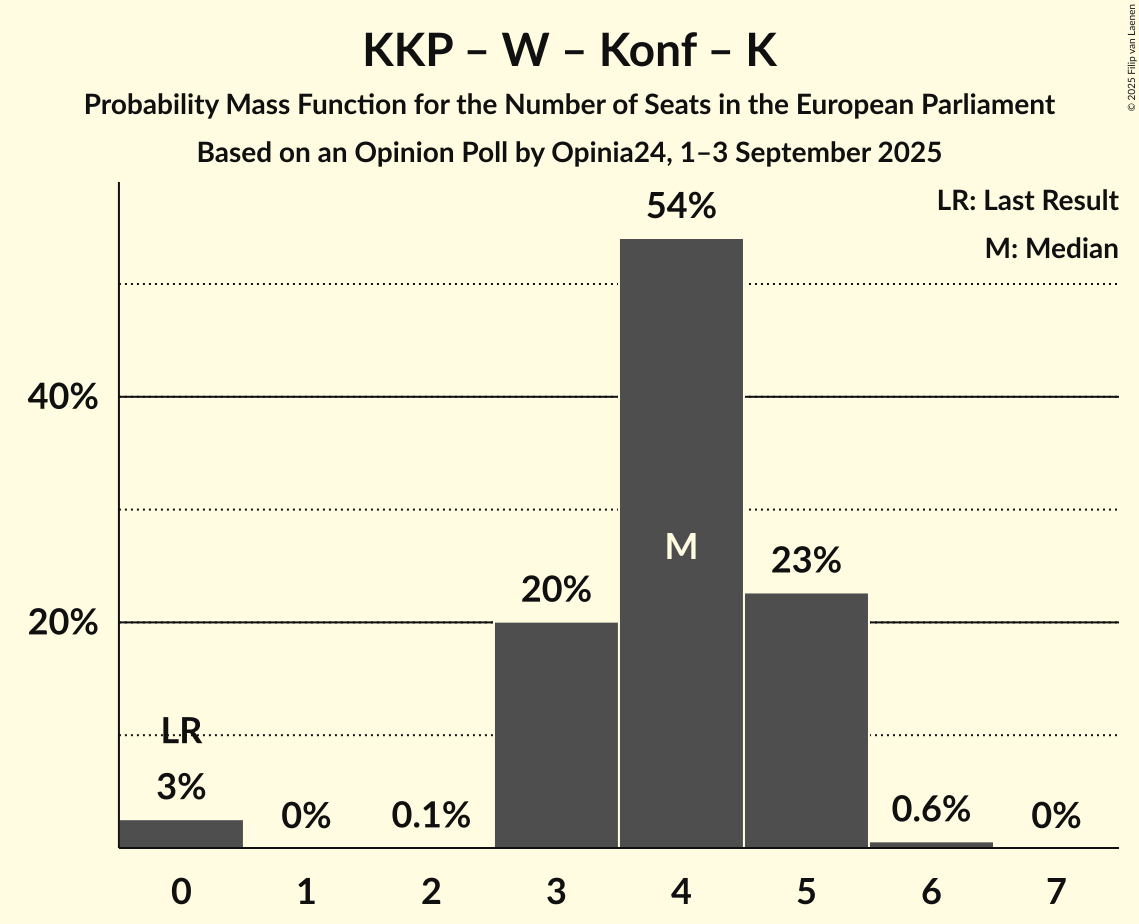 KKP – W – Konf – K
Probability Mass Function for the Number of Seats in the European Parliament
Based on an Opinion Poll by Opinia24, 1–3 September 2025
© 2025 Filip van Laenen
LR: Last Result
M: Median
54%
40%
M
23%
20%
20%
LR
3%
0%
0.1%
0.6%
0%
0 1 2 3 4 5 6 7